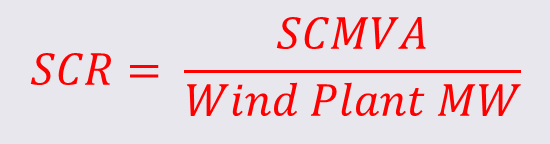 SCR = SCMVA / Wind Plant MW